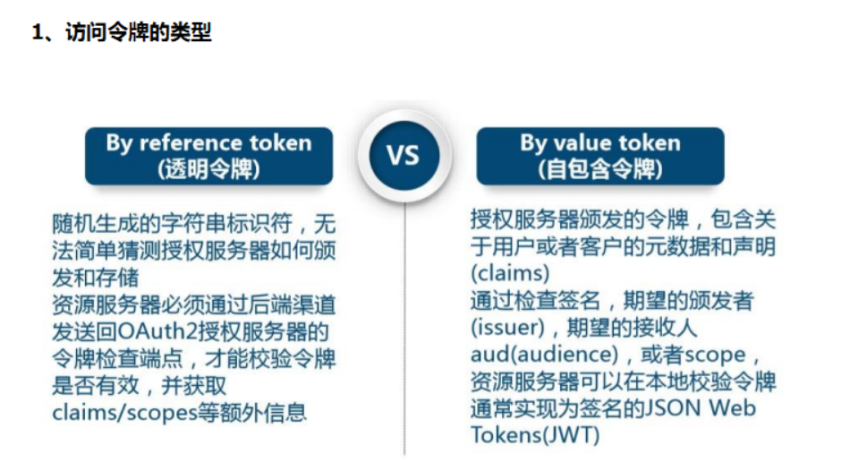 1、访问令牌的类型
By reference token
(透明令牌)
VS
By value token
(自包含令牌)
随机生成的字符串标识符，无
法简单猜测授权服务器如何颁
发和存储
资源服务器必须通过后端渠道
发送回OAuth2授权服务器的
令牌检查端点，才能校验令牌
是否有效，并获取
claims/scopes等额外信息
授权服务器颁发的令牌，包含关
于用户或者客户的元数据和声明
(claims)
通过检查签名，期望的颁发者
(issuer)，期望的接收人
aud(audience)，或者scope，
资源服务器可以在本地校验令牌
通常实现为签名的JSON Web
Tokens(JWT)